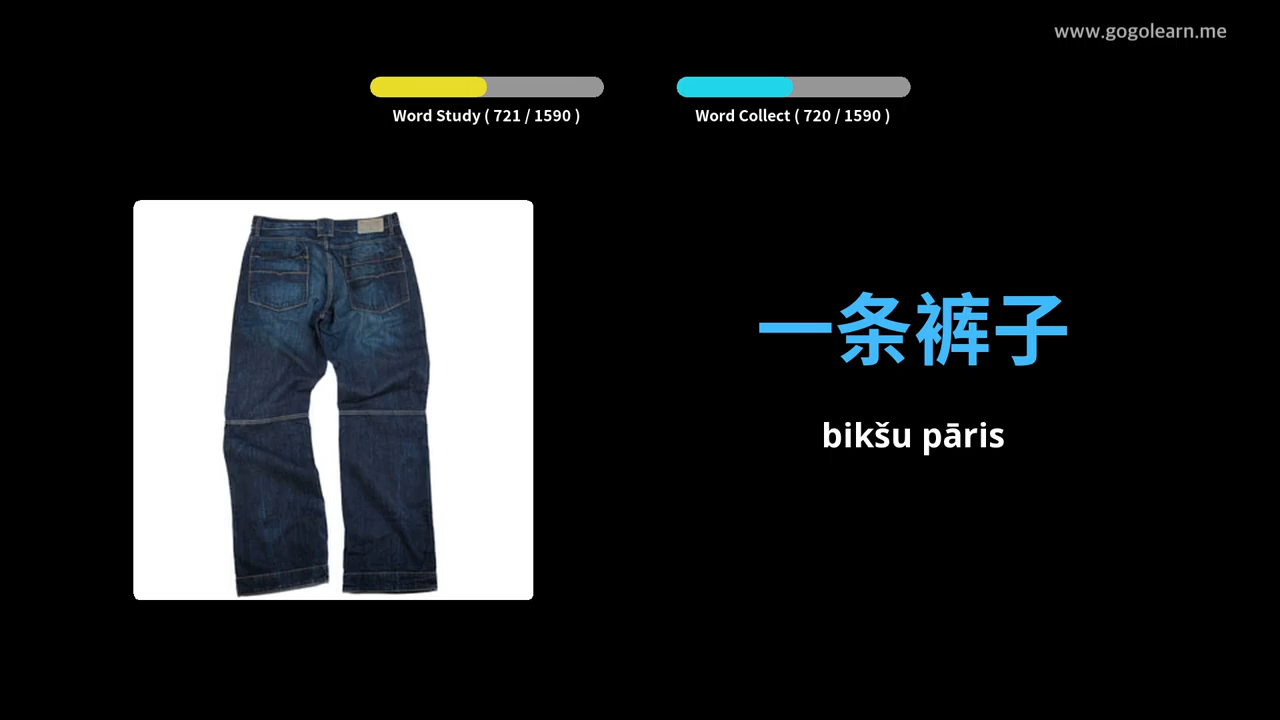 www.gogolearn.me
Word Study ( 721 / 1590 )
Word Collect ( 720 / 1590 )
一条裤子
bikšu pāris